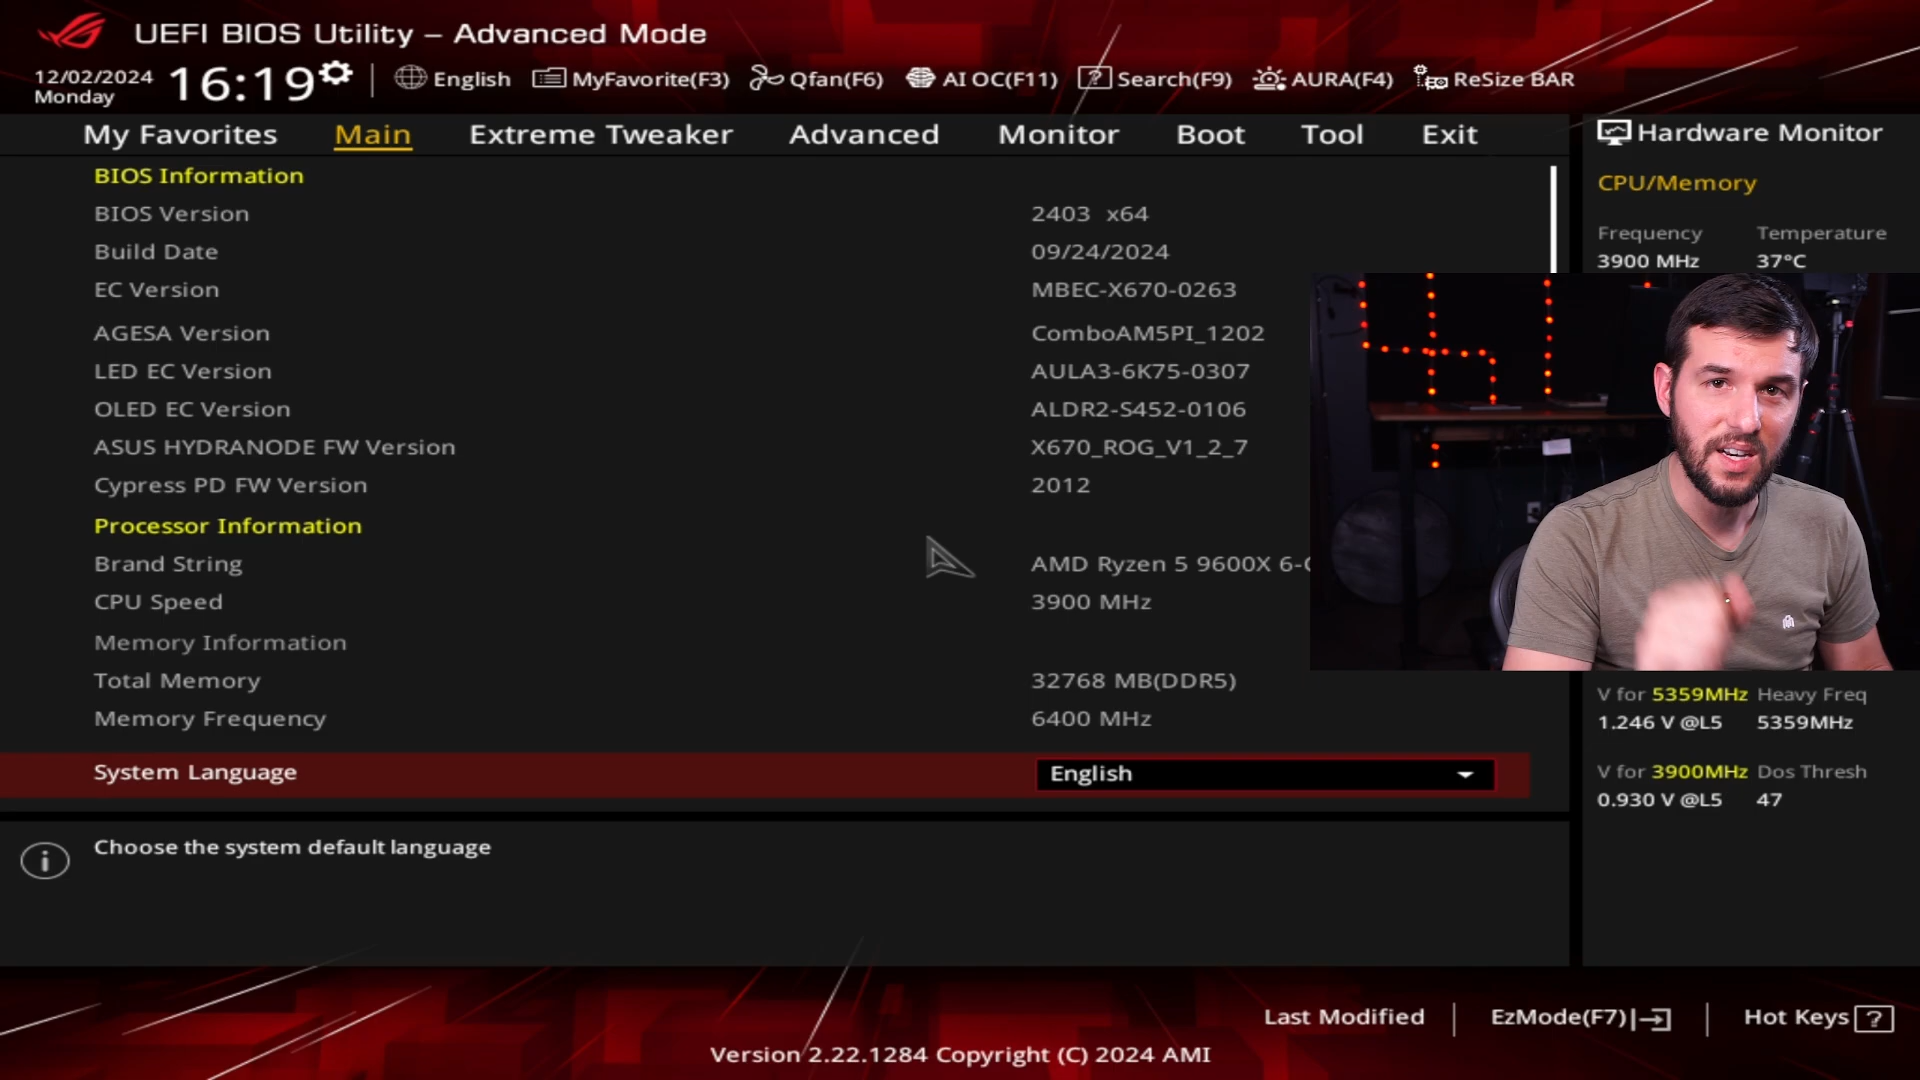 UEFI BIOS Utility – Advanced Mode
12/02/2024
Monday
16:19
English
MyFavorite(F3)
Qfan(F6)
AI OC(F11)
Search(F9)
AURA(F4)
ReSize BAR
My Favorites
Main
Extreme Tweaker
Advanced
Monitor
Boot
Tool
Exit
Hardware Monitor
BIOS Information
BIOS Version 2403 x64
Build Date 09/24/2024
EC Version MBEC-X670-0263
AGESA Version ComboAM5PI_1202
LED EC Version AULA3-6K75-0307
OLED EC Version ALDR2-S452-0106
ASUS HYDRANODE FW Version X670_ROG_V1_2_7
Cypress PD FW Version 2012
Processor Information
Brand String AMD Ryzen 5 9600X 6-
CPU Speed 3900 MHz
Memory Information
Total Memory 32768 MB(DDR5)
Memory Frequency 6400 MHz
System Language English
Choose the system default language
CPU/Memory
Frequency Temperature
3900 MHz 37°C
V for 5359MHz Heavy Freq
1.246 V @L5 5359MHz
V for 3900MHz Dos Thresh
0.930 V @L5 47
Last Modified
EzMode(F7)
Hot Keys ?
Version 2.22.1284 Copyright (C) 2024 AMI